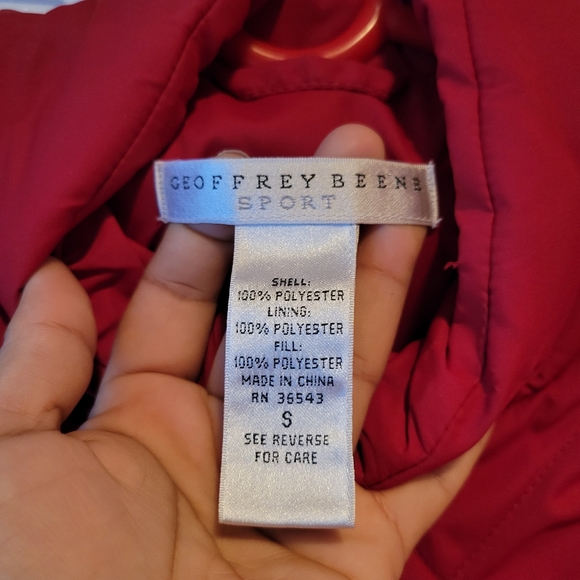 GEOFFREY BEENE
SPORT
SHELL:
100% POLYESTER
LINING:
100% POLYESTER
FILL:
100% POLYESTER
MADE IN CHINA
RN 36543
S
SEE REVERSE
FOR CARE